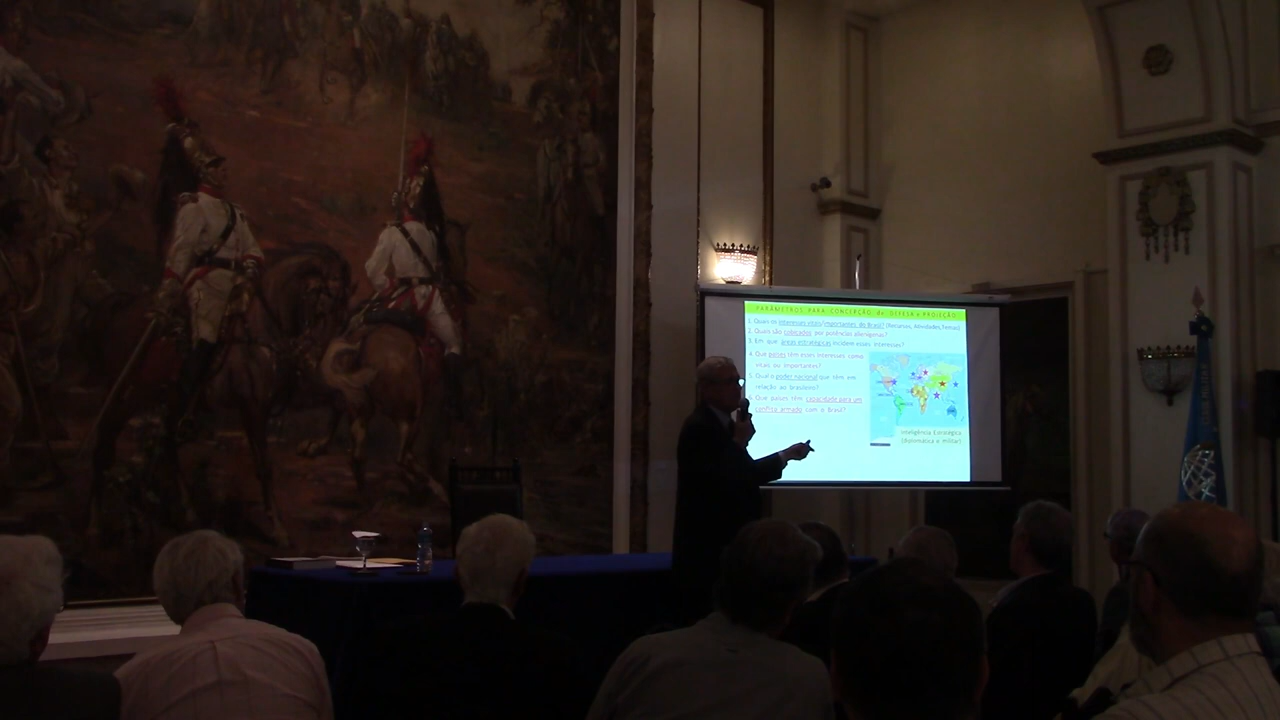 PARÂMETROS PARA CONCEPÇÃO de DEFESA e PROJEÇÃO
1. Quais os interesses vitais/importantes do Brasil? (Recursos, Atividades, Temas)
2. Quais são cobiçados por potências alienígenas?
3. Em que áreas estratégicas incidem esses interesses?
4. Que países têm esses interesses como
vitais ou importantes?
5. Qual o poder nacional que têm em
relação ao brasileiro?
6. Que países têm capacidade para um
conflito armado com o Brasil?
Inteligência Estratégica
(diplomática e militar)